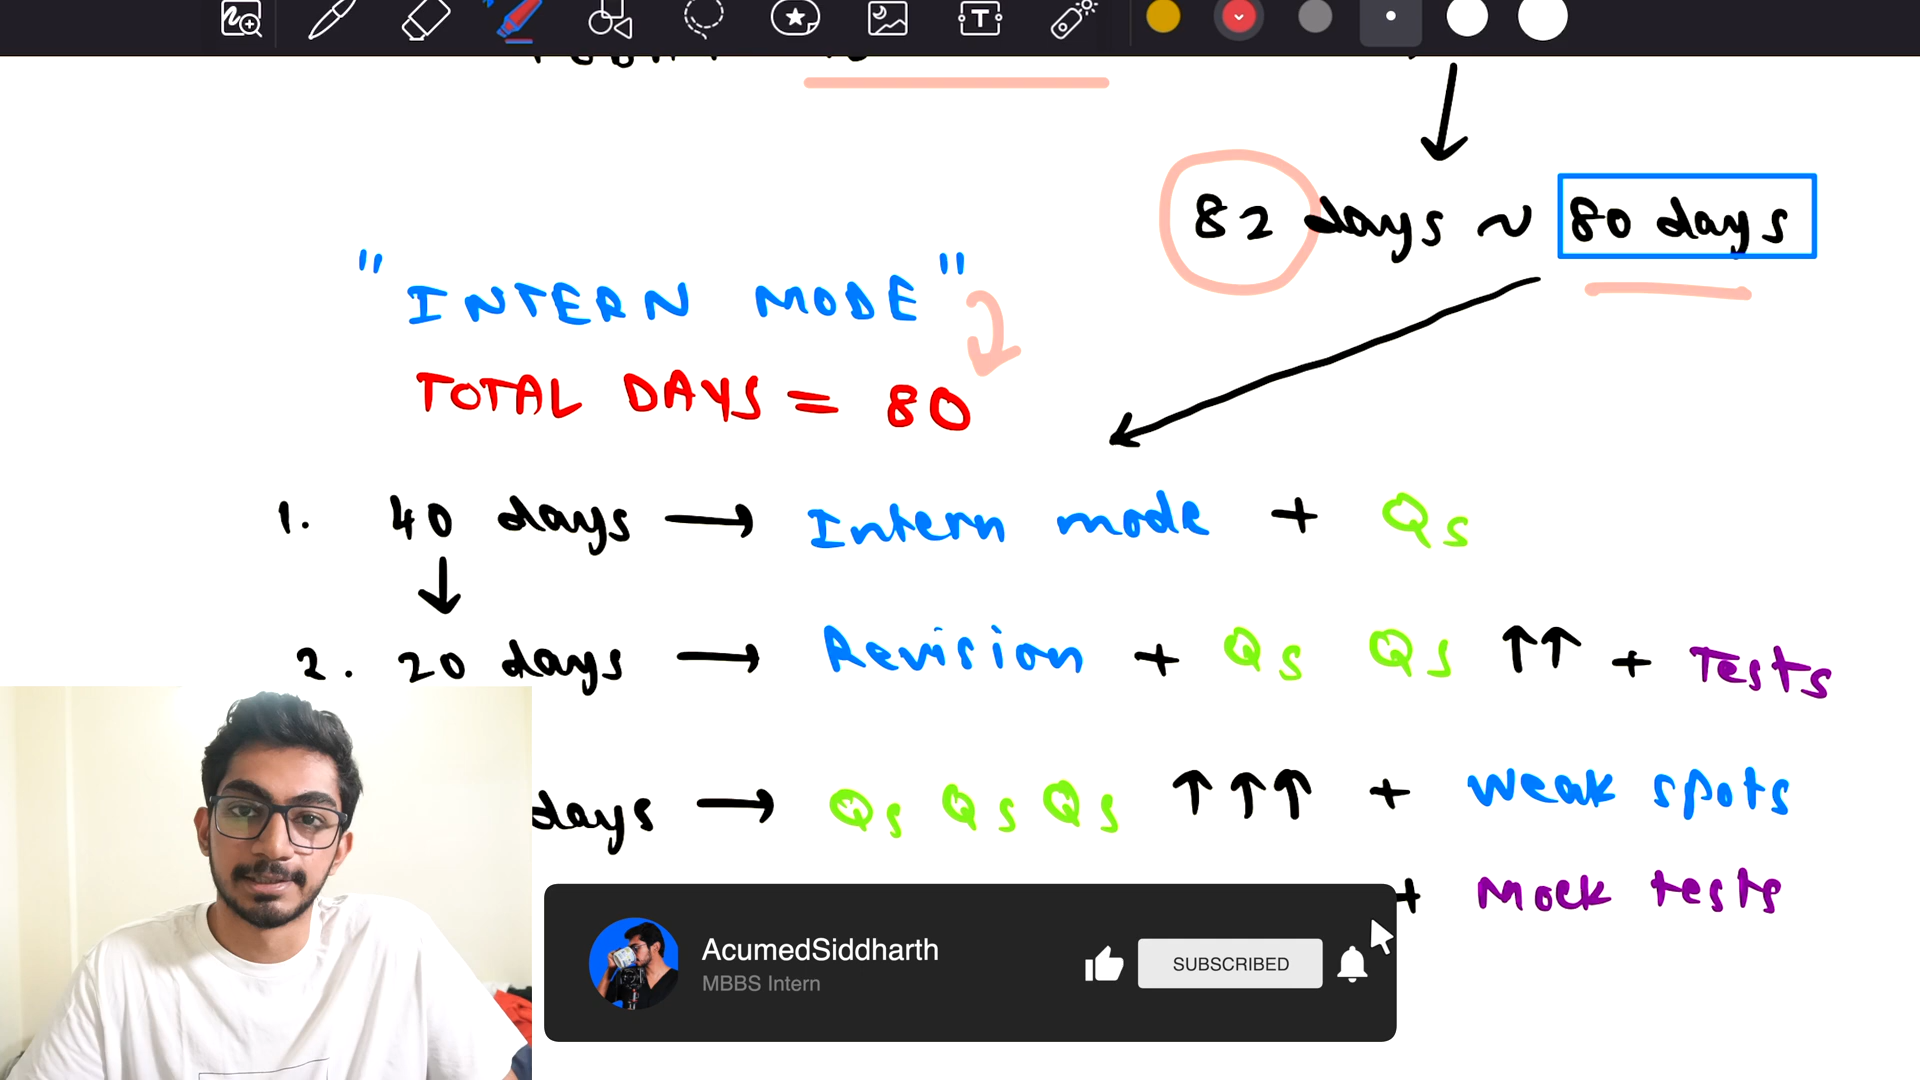 82 days ~ 80 days
"INTERN MODE"
TOTAL DAYS = 80
1. 40 days → Intern mode + Qs
↓
2. 20 days → Revision + Qs Qs ↑↑ + Tests
days → Qs Qs Qs ↑↑↑ + Weak spots
+ Mock tests
AcumedSiddharth
MBBS Intern
SUBSCRIBED